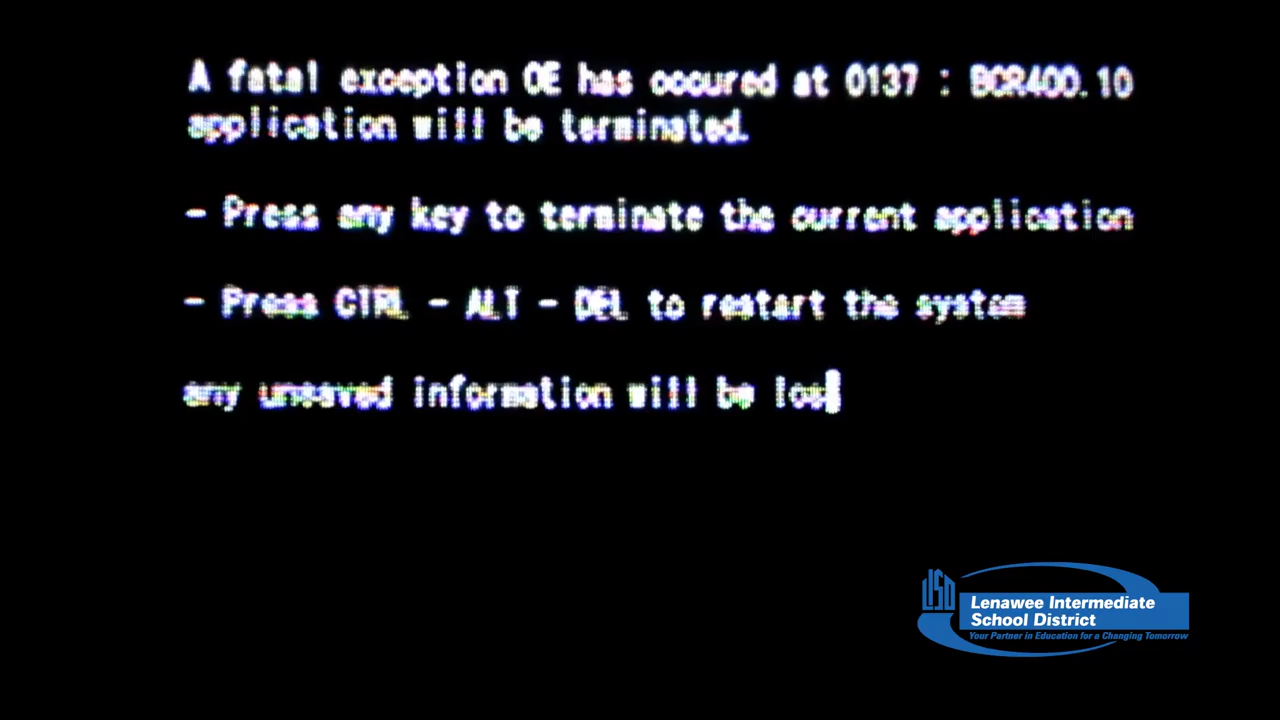 A fatal exception OE has occured at 0137 : BCR400.10
application will be terminated.
- Press any key to terminate the current application
- Press CTRL - ALT - DEL to restart the system
any unsaved information will be los
LISD
Lenawee Intermediate
School District
Your Partner in Education for a Changing Tomorrow